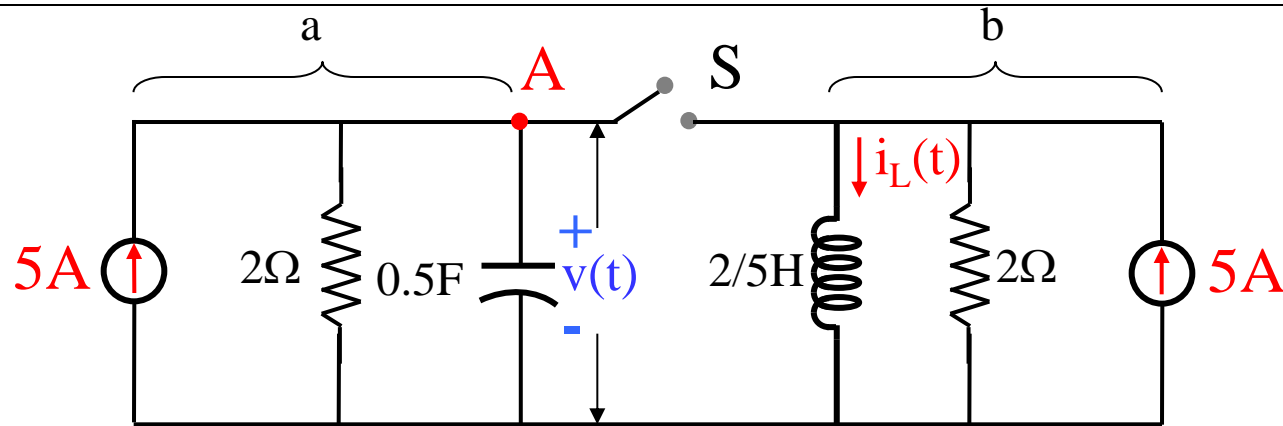 a
b
A
S
i_L(t)
5A
2Ω
0.5F
+
v(t)
-
2/5H
2Ω
5A